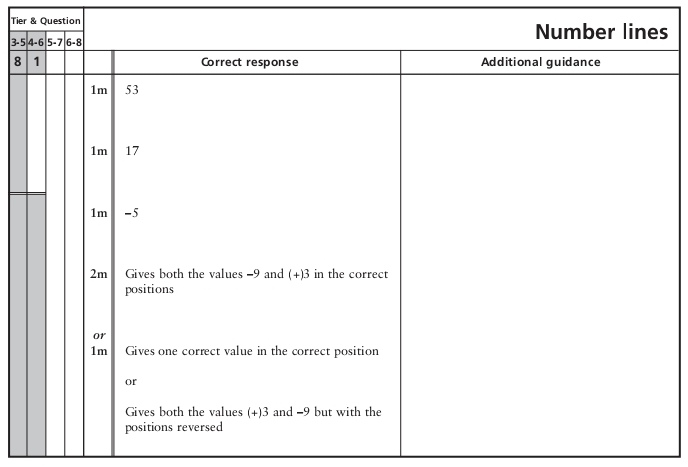 Tier & Question
Number lines
3-5 4-6 5-7 6-8
8 1
Correct response
Additional guidance
1m 53
1m 17
1m –5
2m Gives both the values –9 and (+)3 in the correct
positions
or
1m Gives one correct value in the correct position
or
Gives both the values (+)3 and –9 but with the
positions reversed